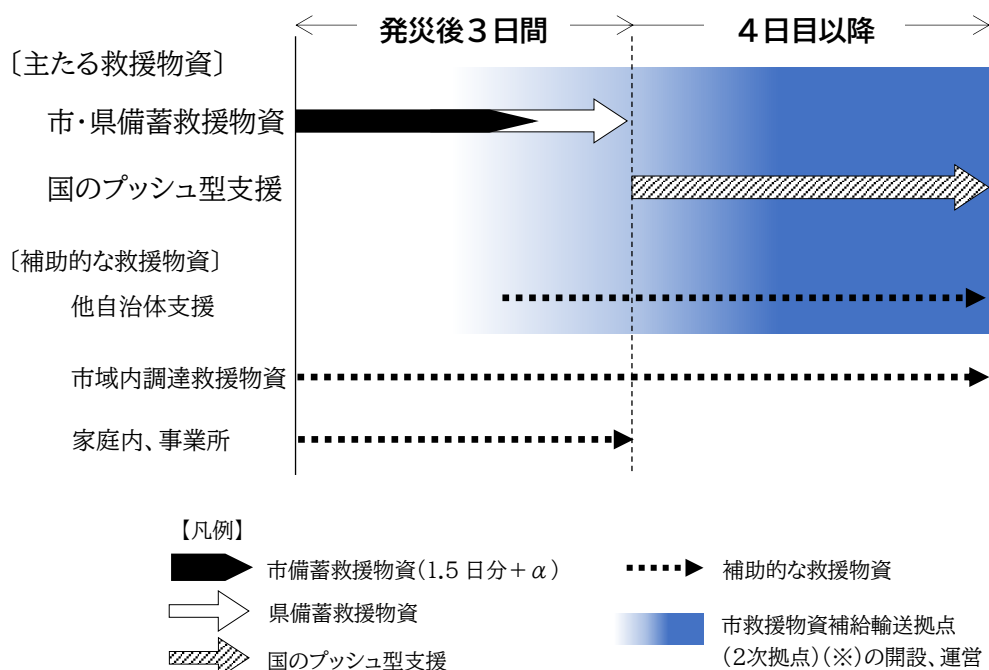 発災後３日間
４日目以降
〔主たる救援物資〕
市・県備蓄救援物資
国のプッシュ型支援
〔補助的な救援物資〕
他自治体支援
市域内調達救援物資
家庭内、事業所
【凡例】
市備蓄救援物資(1.5 日分＋α)
県備蓄救援物資
国のプッシュ型支援
補助的な救援物資
市救援物資補給輸送拠点
(2次拠点)(※)の開設、運営